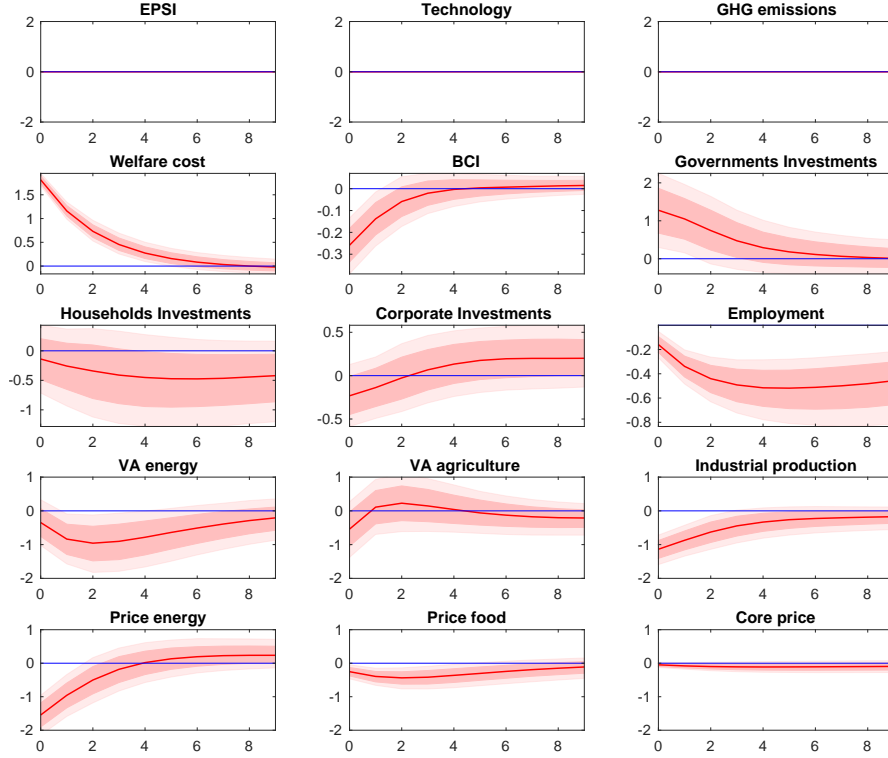 EPSI Technology GHG emissions
2 2 2
0 0 0
-2 -2 -2
0 2 4 6 8 0 2 4 6 8 0 2 4 6 8
Welfare cost BCI Governments Investments
1.5 0 2
1 -0.1 1
0.5 -0.2 0
0 -0.3
0 2 4 6 8 0 2 4 6 8 0 2 4 6 8
Households Investments Corporate Investments Employment
0 0.5 -0.2
-0.5 0 -0.4
-1 -0.5 -0.6
-0.8
0 2 4 6 8 0 2 4 6 8 0 2 4 6 8
VA energy VA agriculture Industrial production
1 1 1
0 0 0
-1 -1 -1
-2 -2 -2
0 2 4 6 8 0 2 4 6 8 0 2 4 6 8
Price energy Price food Core price
1 1 1
0 0 0
-1 -1 -1
-2 -2 -2
0 2 4 6 8 0 2 4 6 8 0 2 4 6 8